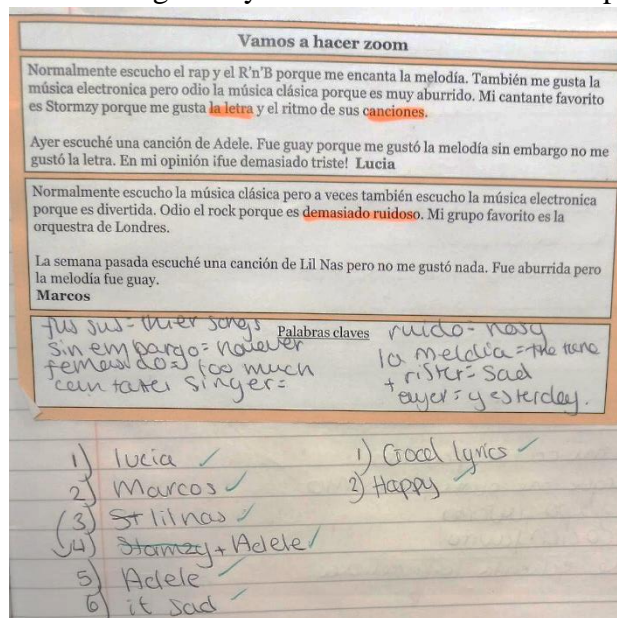 Vamos a hacer zoom
Normalmente escucho el rap y el R'n'B porque me encanta la melodía. También me gusta la
música electronica pero odio la música clásica porque es muy aburrido. Mi cantante favorito
es Stormzy porque me gusta la letra y el ritmo de sus canciones.
Ayer escuché una canción de Adele. Fue guay porque me gustó la melodía sin embargo no me
gustó la letra. En mi opinión ¡fue demasiado triste! Lucia
Normalmente escucho la música clásica pero a veces también escucho la música electronica
porque es divertida. Odio el rock porque es demasiado ruidoso. Mi grupo favorito es la
orquestra de Londres.
La semana pasada escuché una canción de Lil Nas pero no me gustó nada. Fue aburrida pero
la melodía fue guay.
Marcos
Palabras claves
sus = thier songs
sin embargo = however
= too much
singer =
ruido =
la = the tune
= sad
ayer = yesterday.
1) lucia
2) Marcos
3) St lil nas
4) Stormzy + Adele
5) Adele
6) it sad
1) Good lyrics
2) Happy